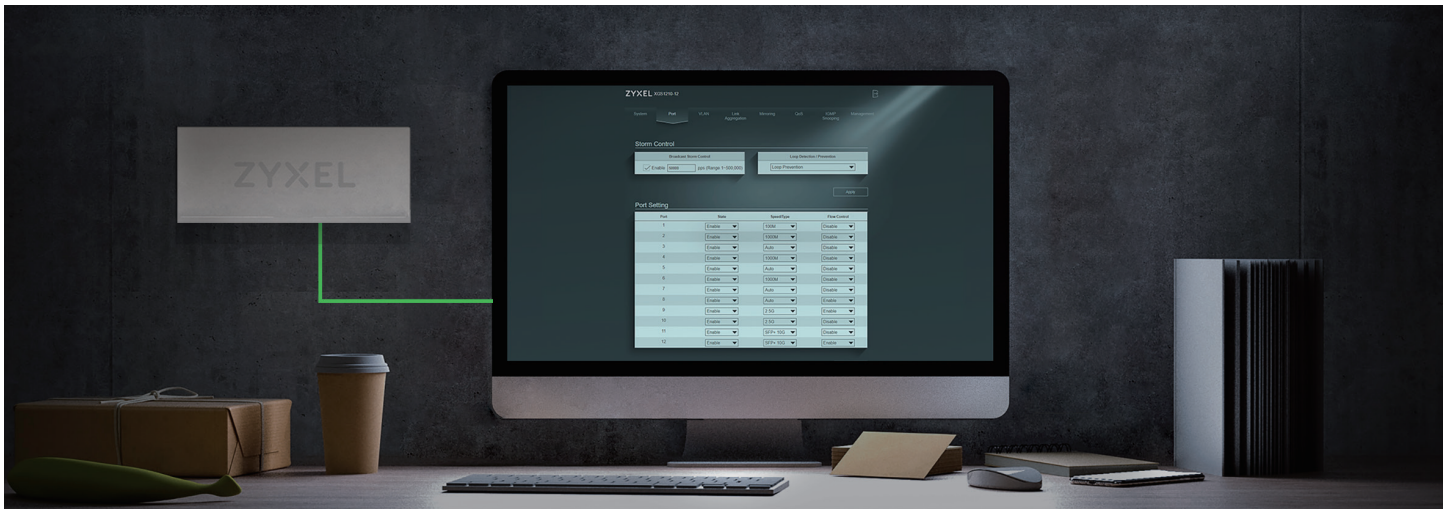 ZYXEL
ZYXEL XGS1210-12
System Port VLAN Link Aggregation Mirroring QoS IGMP Snooping Management
Storm Control
Broadcast Storm Control Loop Detection / Prevention
Enable pps (Range 1~500,000) Loop Prevention
Apply
Port Setting
Port State Speed/Type Flow Control
1 Enable 100M Disable
2 Enable 1000M Disable
3 Enable Auto Disable
4 Enable 1000M Disable
5 Enable Auto Disable
6 Enable 1000M Disable
7 Enable Auto Disable
8 Enable Auto Enable
9 Enable 2.5G Enable
10 Enable 2.5G Disable
11 Enable SFP+ 10G Disable
12 Enable SFP+ 10G Enable